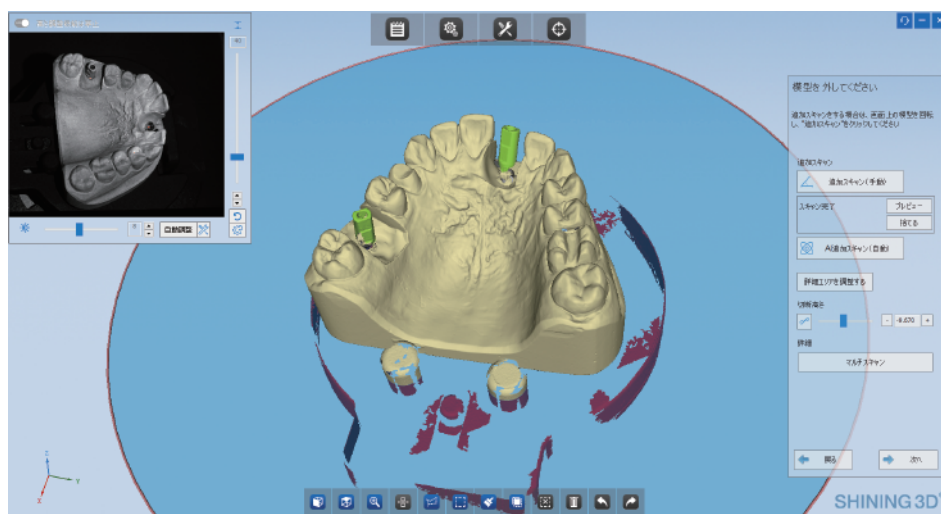 模型を外してください
追加スキャンをする場合は、画面上の模型を回転
し、"追加スキャン"をクリックしてください
追加スキャン
追加スキャン(手動)
スキャン完了
プレビュー
捨てる
AI追加スキャン(自動)
詳細エリアを調整する
切断高さ
- -9.670 +
詳細
マルチスキャン
戻る
次へ
自動調整
Z
Y
X
SHINING 3D